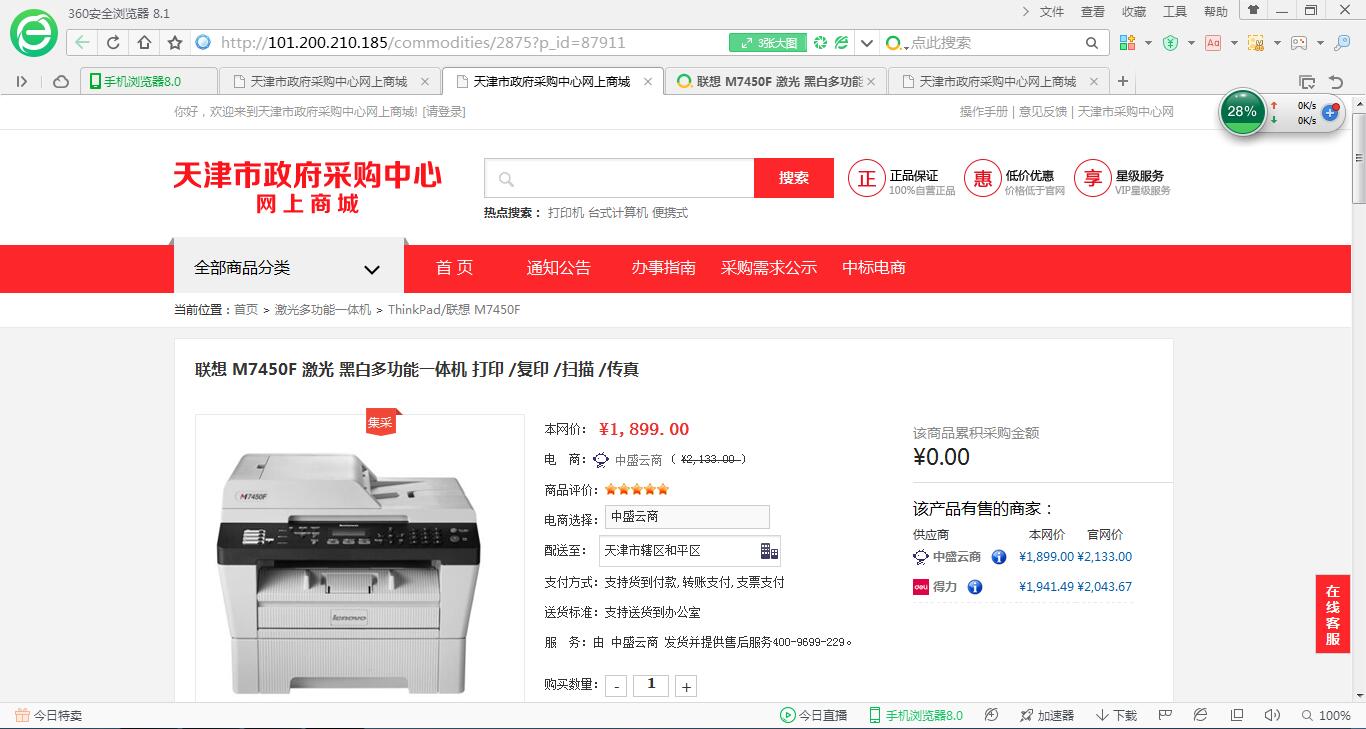 360安全浏览器 8.1
文件 查看 收藏 工具 帮助
http://101.200.210.185/commodities/2875?p_id=87911
3张大图
点此搜索
手机浏览器8.0
天津市政府采购中心网上商城
天津市政府采购中心网上商城
联想 M7450F 激光 黑白多功能
天津市政府采购中心网上商城
你好，欢迎来到天津市政府采购中心网上商城! [请登录]
操作手册 | 意见反馈 | 天津市采购中心网
28%
0K/s
0K/s
天津市政府采购中心
网上商城
搜索
热点搜索： 打印机 台式计算机 便携式
正 正品保证
100%自营正品
惠 低价优惠
价格低于官网
享 星级服务
VIP星级服务
全部商品分类
首 页
通知公告
办事指南
采购需求公示
中标电商
当前位置：首页 > 激光多功能一体机 > ThinkPad/联想 M7450F
联想 M7450F 激光 黑白多功能一体机 打印 /复印 /扫描 /传真
集采
M7450F
lenovo
本网价： ¥1,899.00
电 商： 中盛云商 （ ¥2,133.00 ）
商品评价：
电商选择： 中盛云商
配送至： 天津市辖区和平区
支付方式：支持货到付款,转账支付,支票支付
送货标准：支持送货到办公室
服 务：由 中盛云商 发货并提供售后服务400-9699-229。
购买数量： - 1 +
该商品累积采购金额
¥0.00
该产品有售的商家：
供应商 本网价 官网价
中盛云商 ¥1,899.00 ¥2,133.00
deli 得力 ¥1,941.49 ¥2,043.67
在线客服
今日特卖
今日直播
手机浏览器8.0
加速器
下载
100%